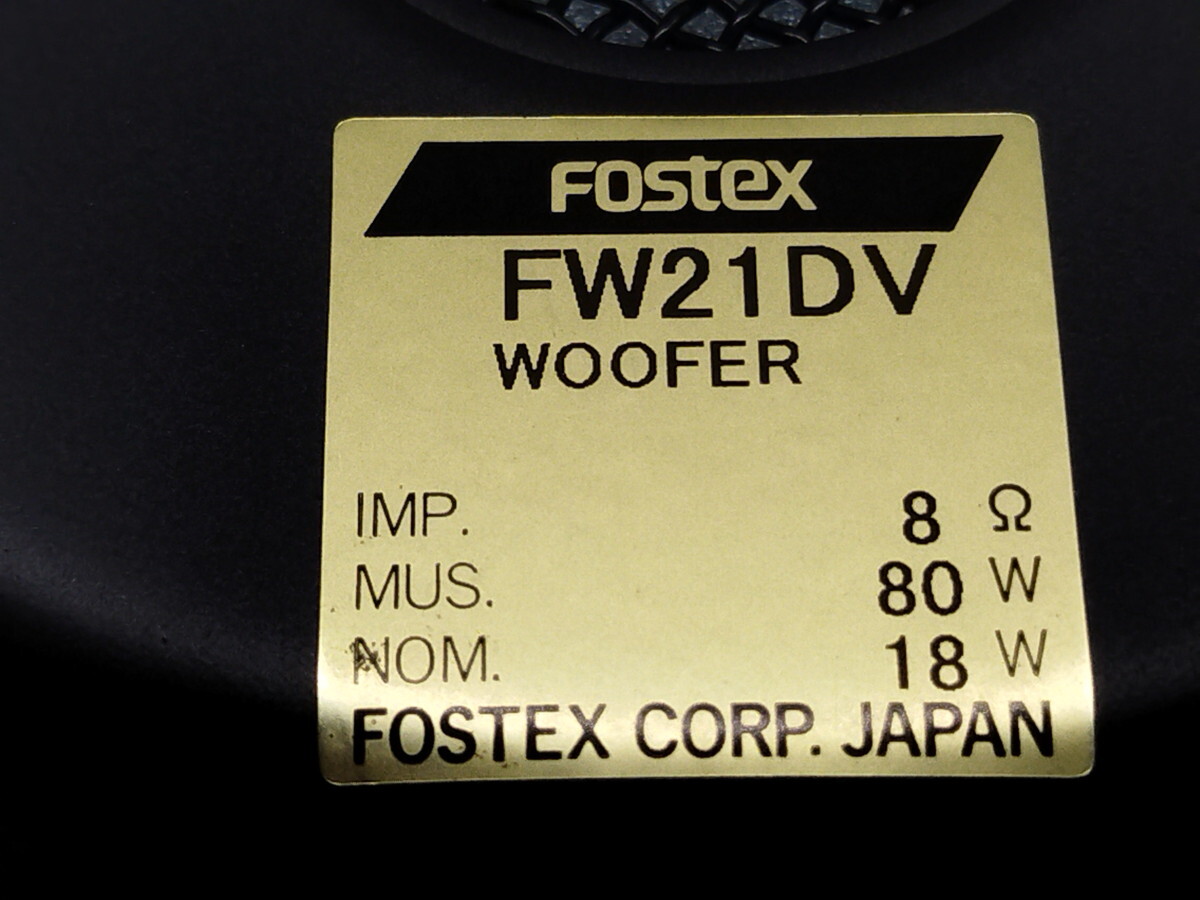 FOSTEX
FW21DV
WOOFER
IMP. 8 Ω
MUS. 80 W
NOM. 18 W
FOSTEX CORP. JAPAN